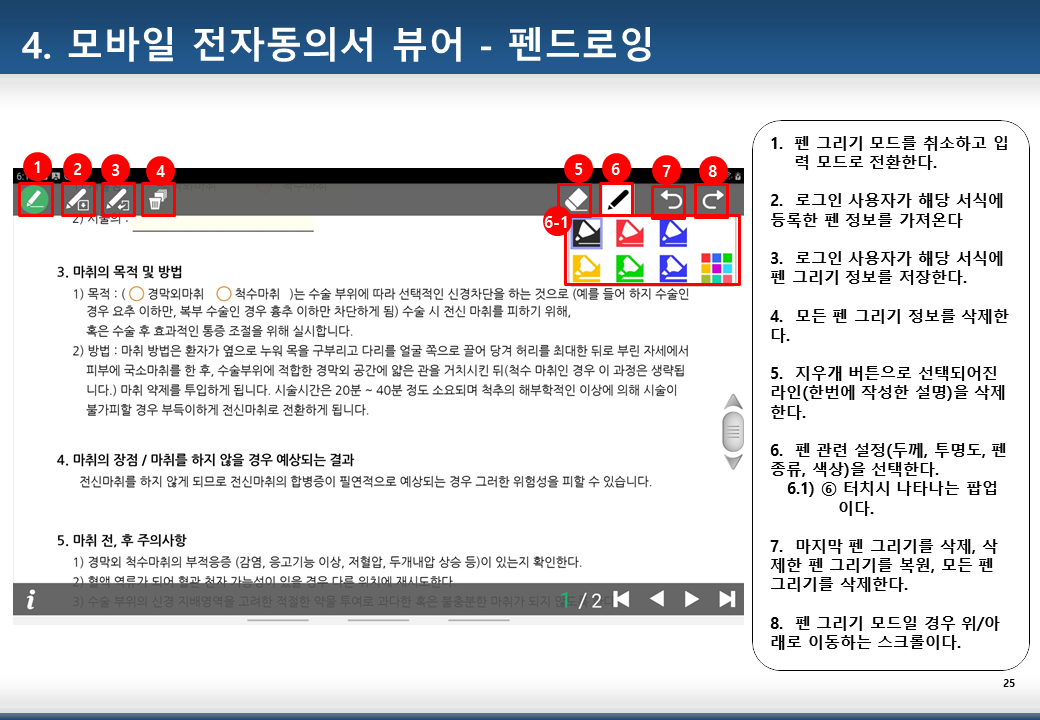 4. 모바일 전자동의서 뷰어 - 펜드로잉
1
2
3
4
5
6
7
8
6-1
2) 시술의 :
3. 마취의 목적 및 방법
1) 목적 : ( 경막외마취 척수마취 )는 수술 부위에 따라 선택적인 신경차단을 하는 것으로 (예를 들어 하지 수술인
경우 요추 이하만, 복부 수술인 경우 흉추 이하만 차단하게 됨) 수술 시 전신 마취를 피하기 위해,
혹은 수술 후 효과적인 통증 조절을 위해 실시합니다.
2) 방법 : 마취 방법은 환자가 옆으로 누워 목을 구부리고 다리를 얼굴 쪽으로 끌어 당겨 허리를 최대한 뒤로 부린 자세에서
피부에 국소마취를 한 후, 수술부위에 적합한 경막외 공간에 얇은 관을 거치시킨 뒤(척수 마취인 경우 이 과정은 생략됩
니다.) 마취 약제를 투입하게 됩니다. 시술시간은 20분 ~ 40분 정도 소요되며 척추의 해부학적인 이상에 의해 시술이
불가피할 경우 부득이하게 전신마취로 전환하게 됩니다.
4. 마취의 장점 / 마취를 하지 않을 경우 예상되는 결과
전신마취를 하지 않게 되므로 전신마취의 합병증이 필연적으로 예상되는 경우 그러한 위험성을 피할 수 있습니다.
5. 마취 전, 후 주의사항
1) 경막외 척수마취의 부적응증 (감염, 응고기능 이상, 저혈압, 두개내압 상승 등)이 있는지 확인한다.
2) 혈액 역류가 되어 혈관 천자 가능성이 있을 경우 다른 위치에 재시도한다.
3) 수술 부위의 신경 지배영역을 고려한 적절한 약물 투여로 과다한 혹은 불충분한 마취가 되지
i
1 / 2
1. 펜 그리기 모드를 취소하고 입
력 모드로 전환한다.
2. 로그인 사용자가 해당 서식에
등록한 펜 정보를 가져온다
3. 로그인 사용자가 해당 서식에
펜 그리기 정보를 저장한다.
4. 모든 펜 그리기 정보를 삭제한
다.
5. 지우개 버튼으로 선택되어진
라인(한번에 작성한 설명)을 삭제
한다.
6. 펜 관련 설정(두께, 투명도, 펜
종류, 색상)을 선택한다.
6.1) ⑥ 터치시 나타나는 팝업
이다.
7. 마지막 펜 그리기를 삭제, 삭
제한 펜 그리기를 복원, 모든 펜
그리기를 삭제한다.
8. 펜 그리기 모드일 경우 위/아
래로 이동하는 스크롤이다.
25